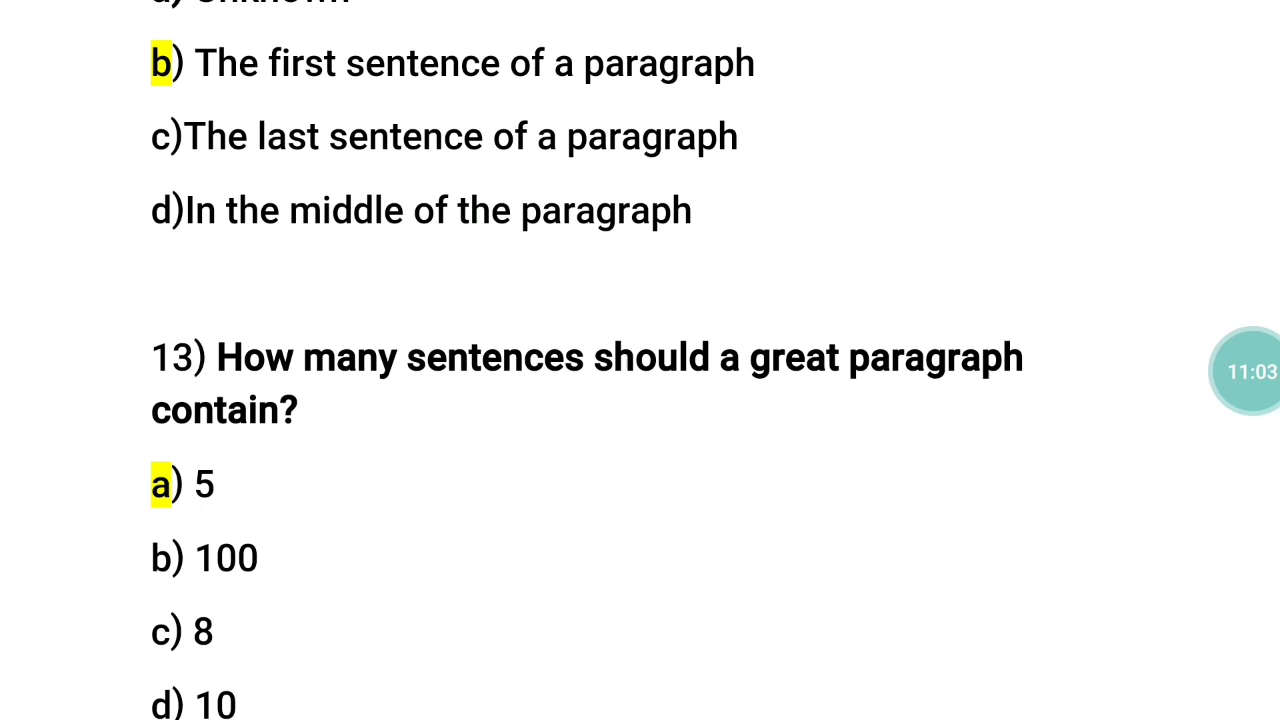 b) The first sentence of a paragraph
c)The last sentence of a paragraph
d)In the middle of the paragraph
13) How many sentences should a great paragraph
contain?
11:03
a) 5
b) 100
c) 8
d) 10